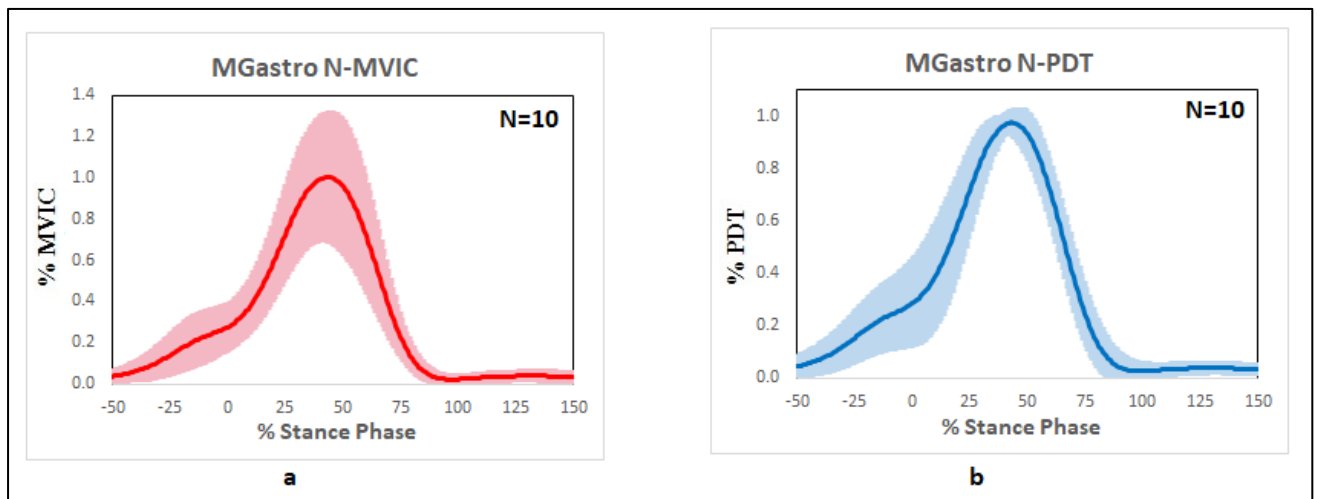 MGastro N-MVIC
N=10
% MVIC
1.4
1.2
1.0
0.8
0.6
0.4
0.2
0.0
-50 -25 0 25 50 75 100 125 150
% Stance Phase
a
MGastro N-PDT
N=10
% PDT
1.0
0.8
0.6
0.4
0.2
0.0
-50 -25 0 25 50 75 100 125 150
% Stance Phase
b